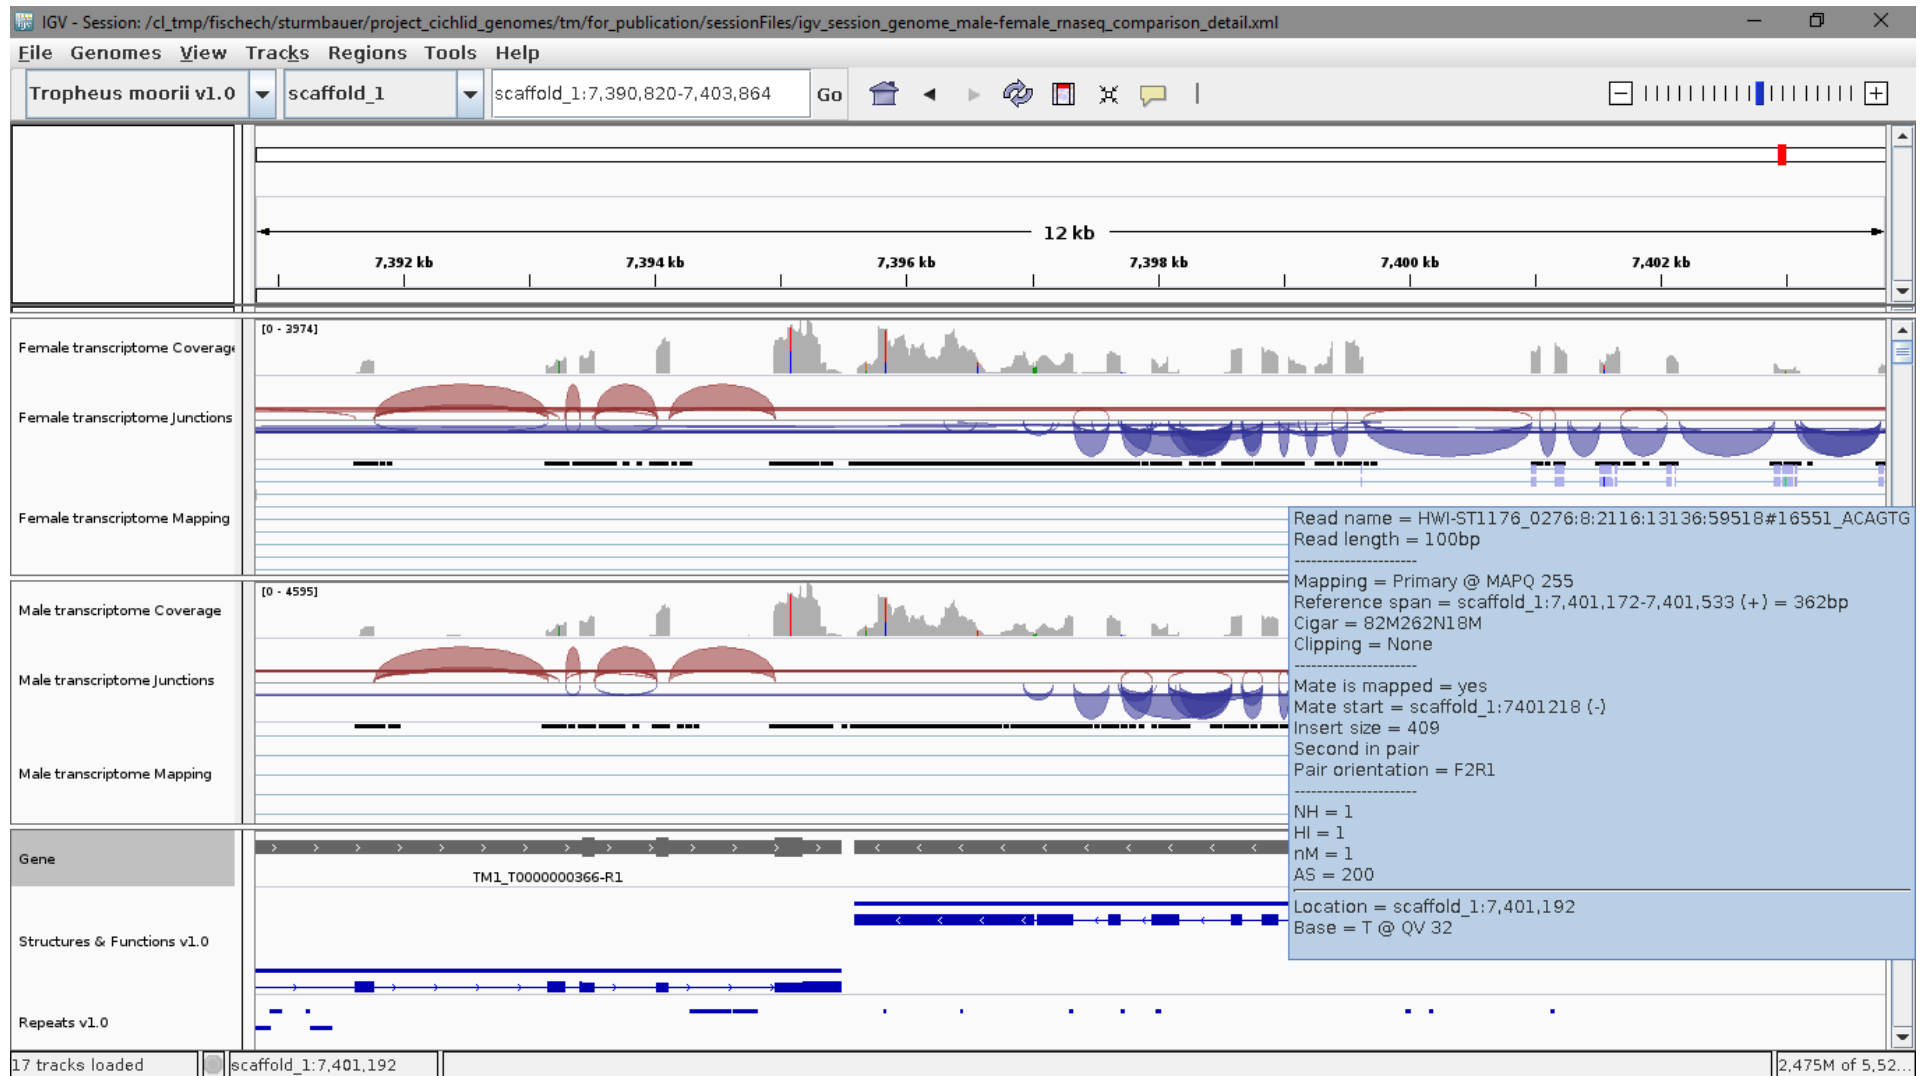 IGV - Session: /cl_tmp/fischech/sturmbauer/project_cichlid_genomes/tm/for_publication/sessionFiles/igv_session_genome_male-female_rnaseq_comparison_detail.xml
File Genomes View Tracks Regions Tools Help
Tropheus moorii v1.0 scaffold_1 scaffold_1:7,390,820-7,403,864 Go
12 kb
7,392 kb 7,394 kb 7,396 kb 7,398 kb 7,400 kb 7,402 kb
[0 - 3974]
Female transcriptome Coverage
Female transcriptome Junctions
Female transcriptome Mapping
[0 - 4595]
Male transcriptome Coverage
Male transcriptome Junctions
Male transcriptome Mapping
Read name = HWI-ST1176_0276:8:2116:13136:59518#16551_ACAGTG
Read length = 100bp
----------------------
Mapping = Primary @ MAPQ 255
Reference span = scaffold_1:7,401,172-7,401,533 (+) = 362bp
Cigar = 82M262N18M
Clipping = None
----------------------
Mate is mapped = yes
Mate start = scaffold_1:7401218 (-)
Insert size = 409
Second in pair
Pair orientation = F2R1
----------------------
NH = 1
HI = 1
nM = 1
AS = 200
Location = scaffold_1:7,401,192
Base = T @ QV 32
Gene
TM1_T0000000366-R1
Structures & Functions v1.0
Repeats v1.0
17 tracks loaded scaffold_1:7,401,192 2,475M of 5,52...